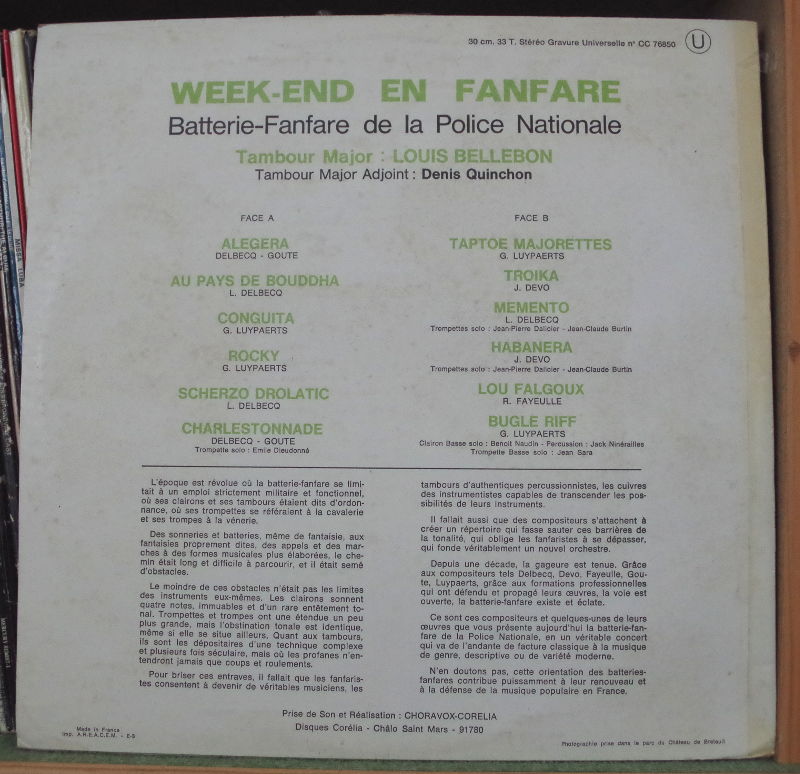 30 cm. 33 T. Stéréo Gravure Universelle n° CC 76850 U
WEEK-END EN FANFARE
Batterie-Fanfare de la Police Nationale
Tambour Major : LOUIS BELLEBON
Tambour Major Adjoint : Denis Quinchon
FACE A
ALEGERA
DELBECQ - GOUTE
AU PAYS DE BOUDDHA
L. DELBECQ
CONGUITA
G. LUYPAERTS
ROCKY
G. LUYPAERTS
SCHERZO DROLATIC
L. DELBECQ
CHARLESTONNADE
DELBECQ - GOUTE
Trompette solo : Emile Dieudonné
FACE B
TAPTOE MAJORETTES
G. LUYPAERTS
TROIKA
J. DEVO
MEMENTO
L. DELBECQ
Trompettes solo : Jean-Pierre Dalicier - Jean-Claude Burtin
HABANERA
J. DEVO
Trompettes solo : Jean-Pierre Dalicier - Jean-Claude Burtin
LOU FALGOUX
R. FAYEULLE
BUGLE RIFF
G. LUYPAERTS
Clairon Basse solo : Benoit Naudin - Percussion : Jack Ninérailles
Trompette Basse solo : Jean Sara
L'époque est révolue où la batterie-fanfare se limi-
tait à un emploi strictement militaire et fonctionnel,
où ses clairons et ses tambours étaient dits d'ordon-
nance, où ses trompettes se référaient à la cavalerie
et ses trompes à la vénerie.
Des sonneries et batteries, même de fantaisie, aux
fantaisies proprement dites, des appels et des mar-
ches à des formes musicales plus élaborées, le che-
min était long et difficile à parcourir, et il était semé
d'obstacles.
Le moindre de ces obstacles n'était pas les limites
des instruments eux-mêmes. Les clairons sonnent
quatre notes, immuables et d'un rare entêtement to-
nal. Trompettes et trompes ont une étendue un peu
plus grande, mais l'obstination tonale est identique,
même si elle se situe ailleurs. Quant aux tambours,
ils sont les dépositaires d'une technique complexe
et plusieurs fois séculaire, mais où les profanes n'en-
tendront jamais que coups et roulements.
Pour briser ces entraves, il fallait que les fanfaris-
tes consentent à devenir de véritables musiciens, les
tambours d'authentiques percussionnistes, les cuivres
des instrumentistes capables de transcender les pos-
sibilités de leurs instruments.
Il fallait aussi que des compositeurs s'attachent à
créer un répertoire qui fasse sauter ces barrières de
la tonalité, qui oblige les fanfaristes à se dépasser,
qui fonde véritablement un nouvel orchestre.
Depuis une décade, la gageure est tenue. Grâce
aux compositeurs tels Delbecq, Devo, Fayeulle, Gou-
te, Luypaerts, grâce aux formations professionnelles
qui ont défendu et propagé leurs œuvres, la voie est
ouverte, la batterie-fanfare existe et éclate.
Ce sont ces compositeurs et quelques-unes de leurs
œuvres que vous présente aujourd'hui la batterie-fan-
fare de la Police Nationale, en un véritable concert
qui va de l'andante de facture classique à la musique
de genre, descriptive ou de variété moderne.
N'en doutons pas, cette orientation des batteries-
fanfares contribue puissamment à leur renouveau et
à la défense de la musique populaire en France.
Prise de Son et Réalisation : CHORAVOX-CORELIA
Disques Corélia - Châlo Saint Mars - 91780
Made in France
Imp. A.R.E.A.C.E.M. - E-S
Photographie prise dans le parc du Château de Breteuil
MISSA LUBA